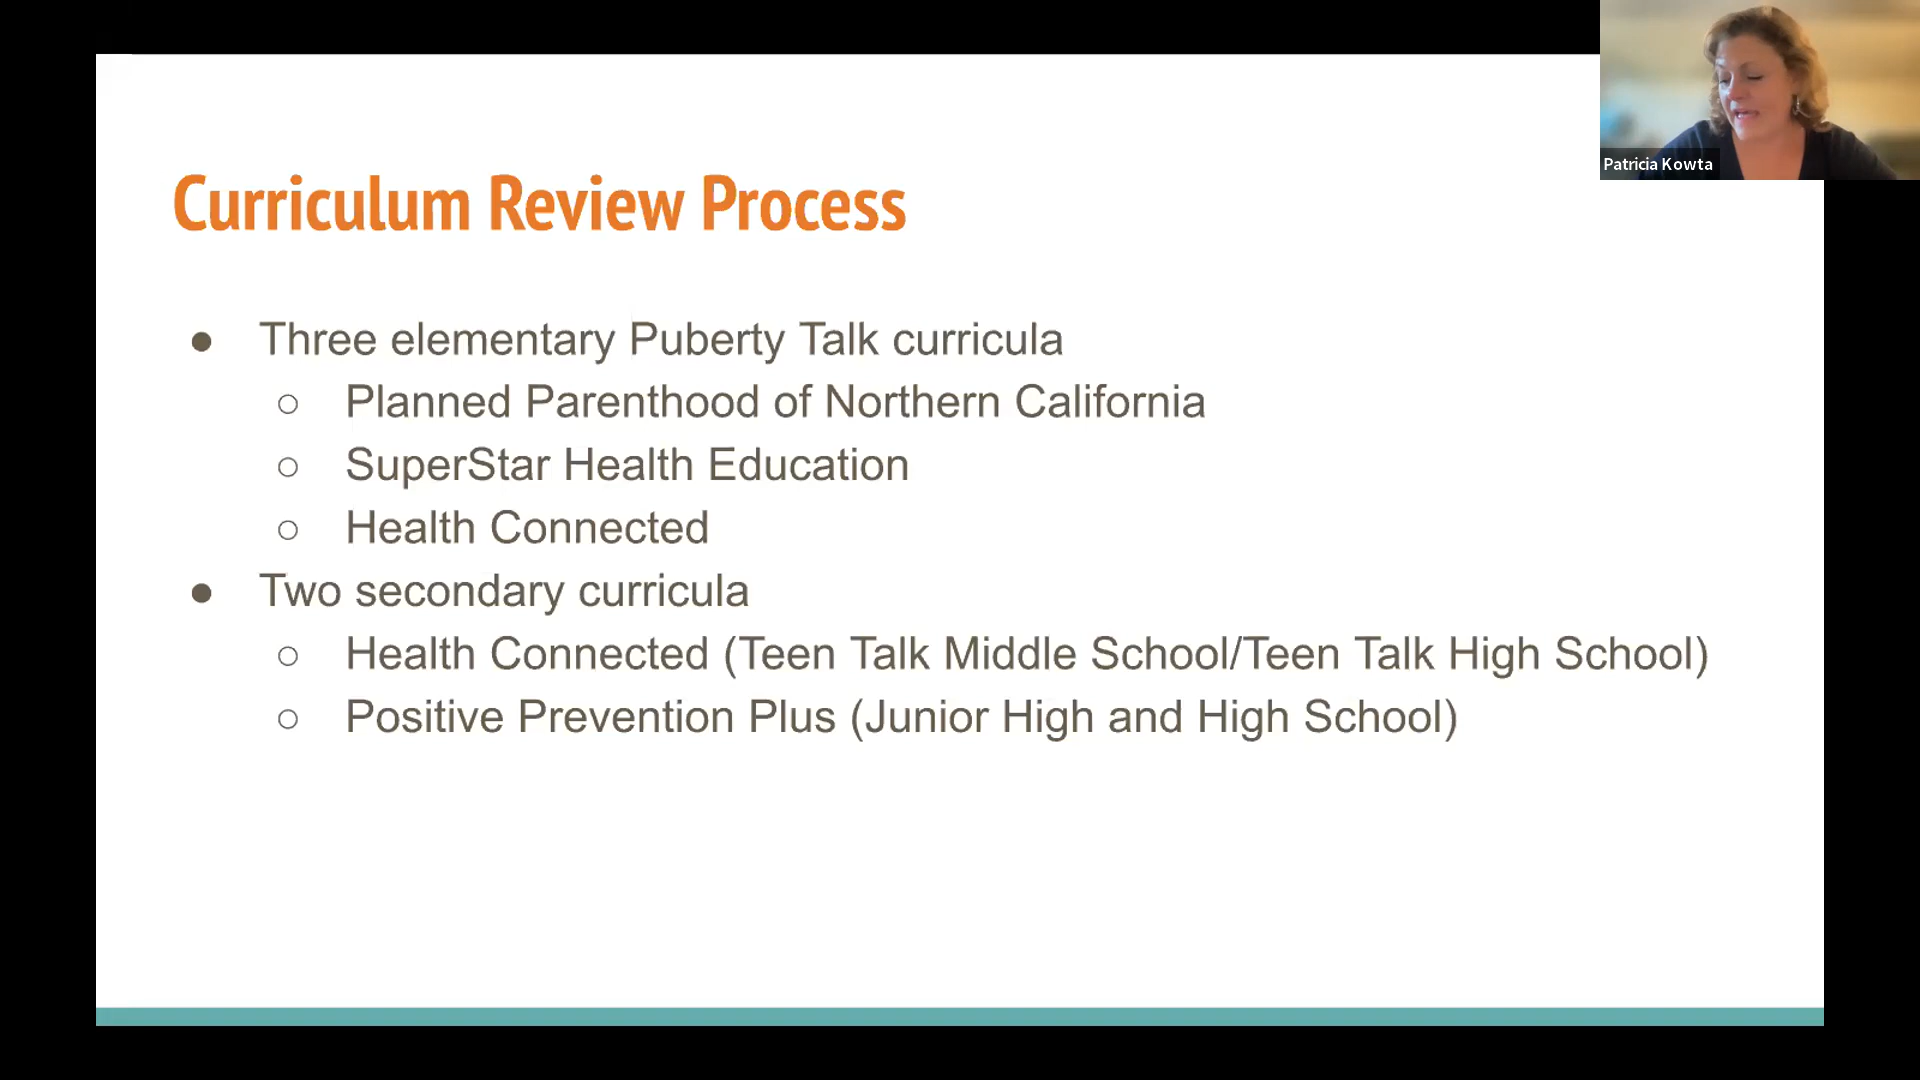 Patricia Kowta
Curriculum Review Process
● Three elementary Puberty Talk curricula
○ Planned Parenthood of Northern California
○ SuperStar Health Education
○ Health Connected
● Two secondary curricula
○ Health Connected (Teen Talk Middle School/Teen Talk High School)
○ Positive Prevention Plus (Junior High and High School)